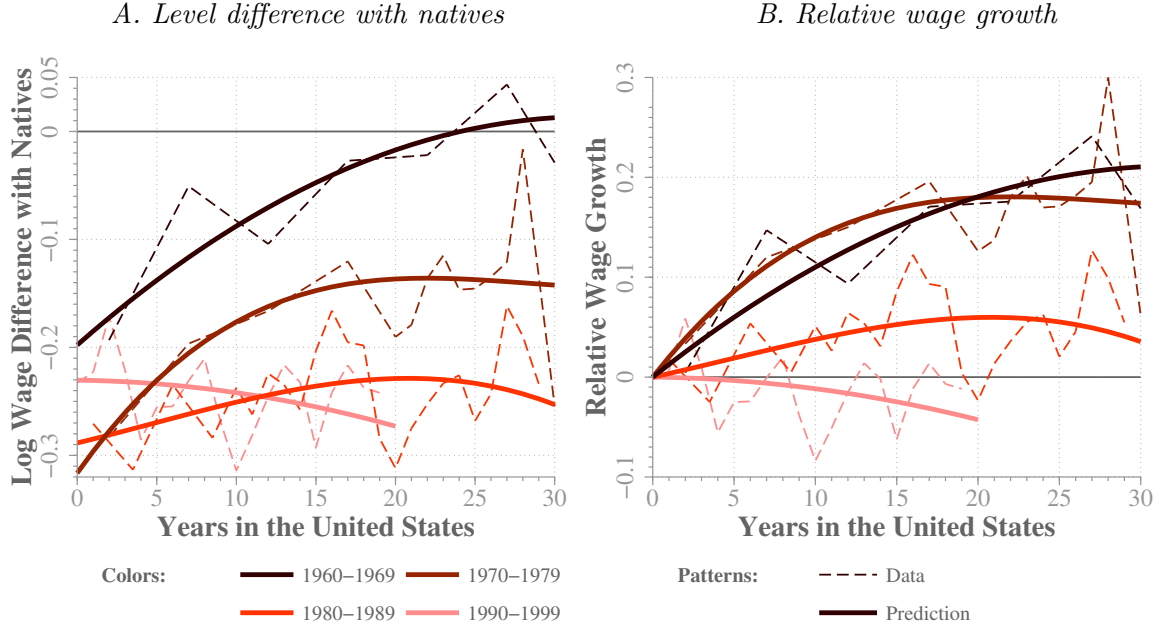 A. Level difference with natives
B. Relative wage growth
Log Wage Difference with Natives
0.05
0
−0.1
−0.2
−0.3
0 5 10 15 20 25 30
Years in the United States
Relative Wage Growth
0.3
0.2
0.1
0
−0.1
0 5 10 15 20 25 30
Years in the United States
Colors:
1960−1969
1970−1979
1980−1989
1990−1999
Patterns:
Data
Prediction